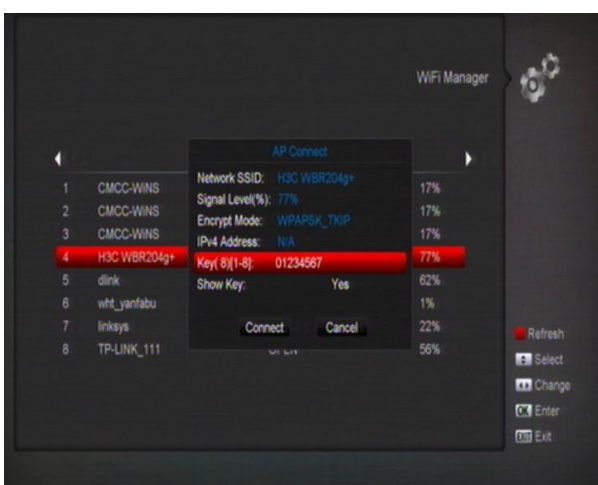 WiFi Manager
AP Connect
Network SSID: H3C WBR204g+
Signal Level(%): 77%
Encrypt Mode: WPAPSK_TKIP
IPv4 Address: N/A
Key( 8)[1-8]: 01234567
Show Key: Yes
Connect Cancel
1 CMCC-WiNS 17%
2 CMCC-WiNS 17%
3 CMCC-WiNS 17%
4 H3C WBR204g+ 77%
5 dlink 62%
6 wht_yanfabu 1%
7 linksys 22%
8 TP-LINK_111 OPEN 56%
Refresh
Select
Change
OK Enter
EXIT Exit